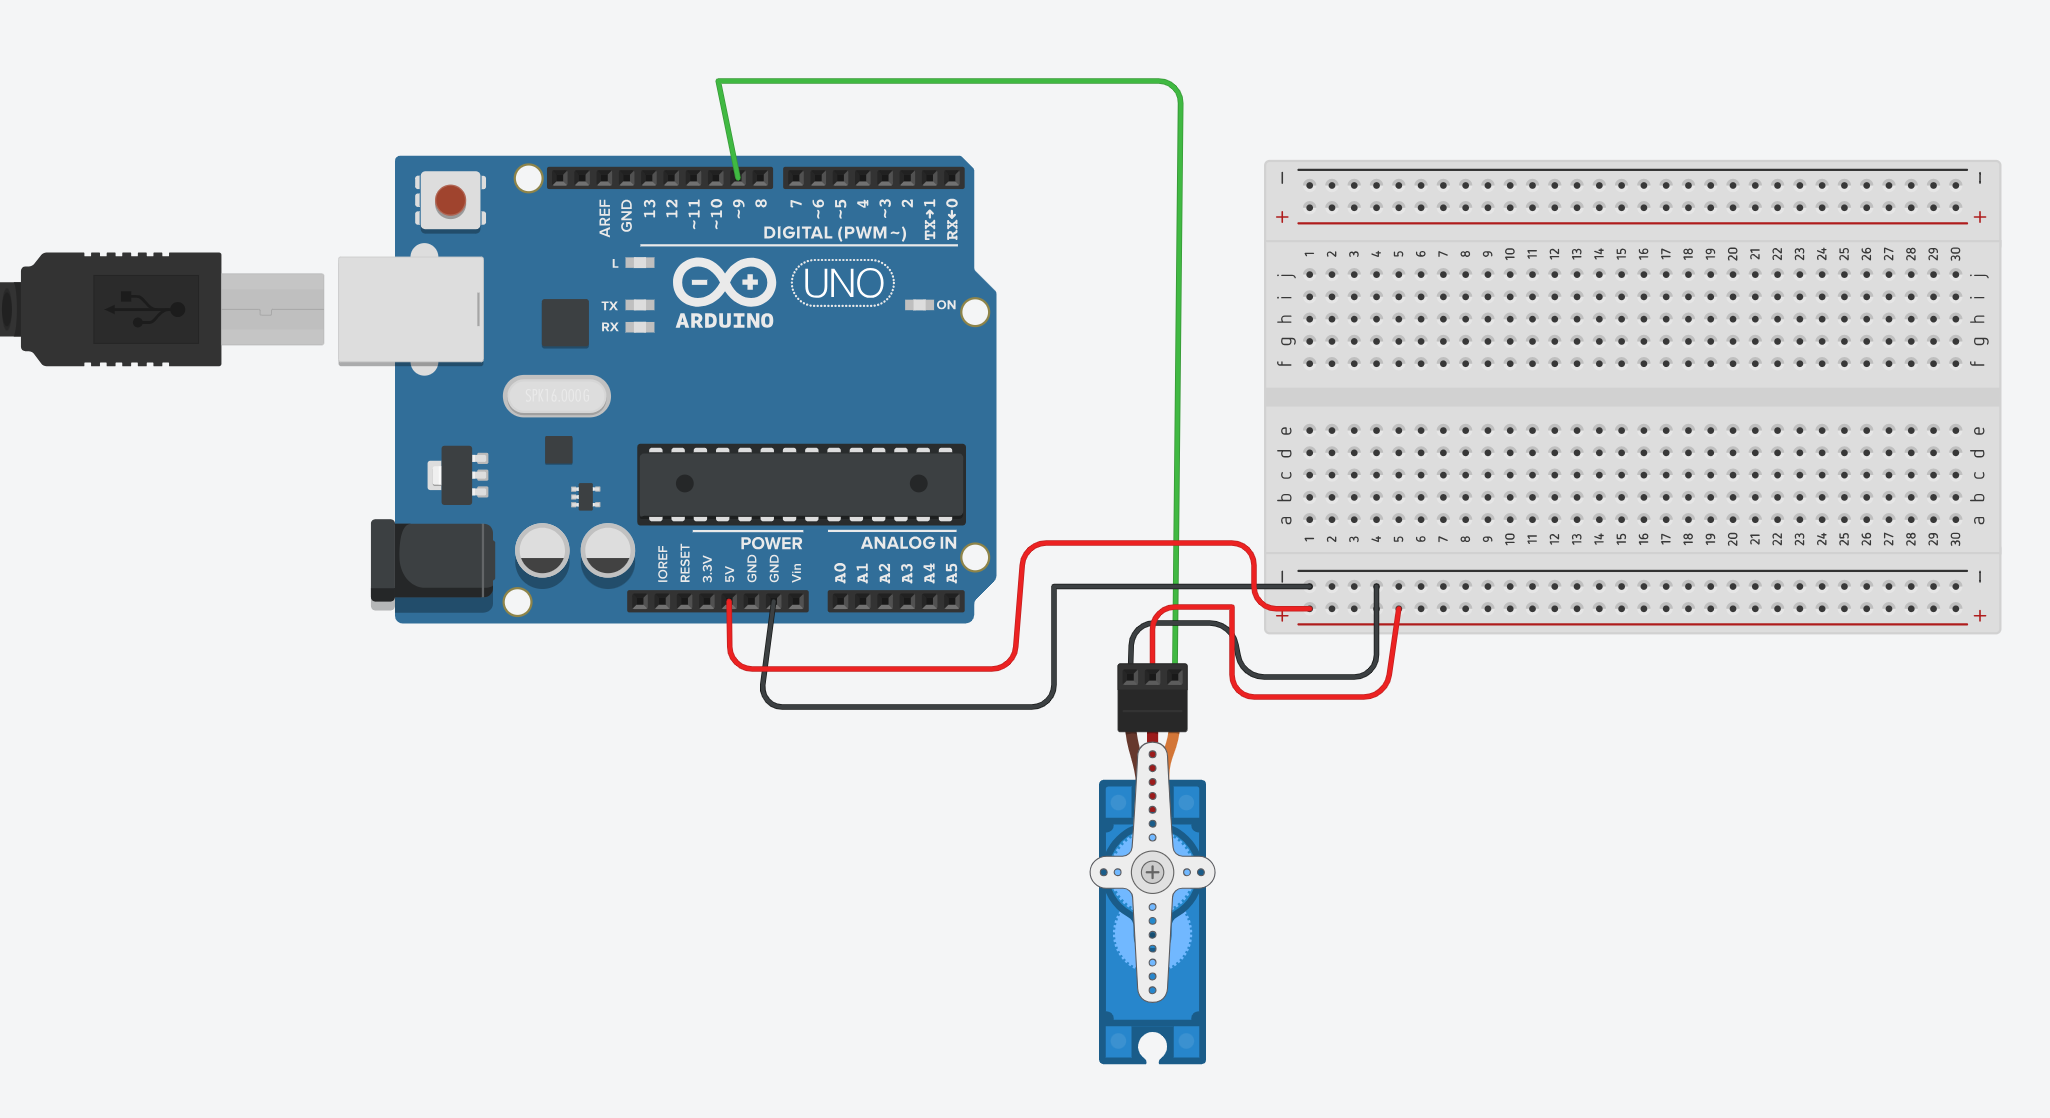 AREF
GND
13
12
~11
~10
~9
8
7
~6
~5
4
~3
2
TX→1
RX←0
DIGITAL (PWM~)
L
TX
RX
UNO
ON
ARDUINO
SPK16.000G
POWER
ANALOG IN
IOREF
RESET
3.3V
5V
GND
GND
Vin
A0
A1
A2
A3
A4
A5
− −
+ +
1 2 3 4 5 6 7 8 9 10 11 12 13 14 15 16 17 18 19 20 21 22 23 24 25 26 27 28 29 30
j j
i i
h h
g g
f f
e e
d d
c c
b b
a a
1 2 3 4 5 6 7 8 9 10 11 12 13 14 15 16 17 18 19 20 21 22 23 24 25 26 27 28 29 30
− −
+ +